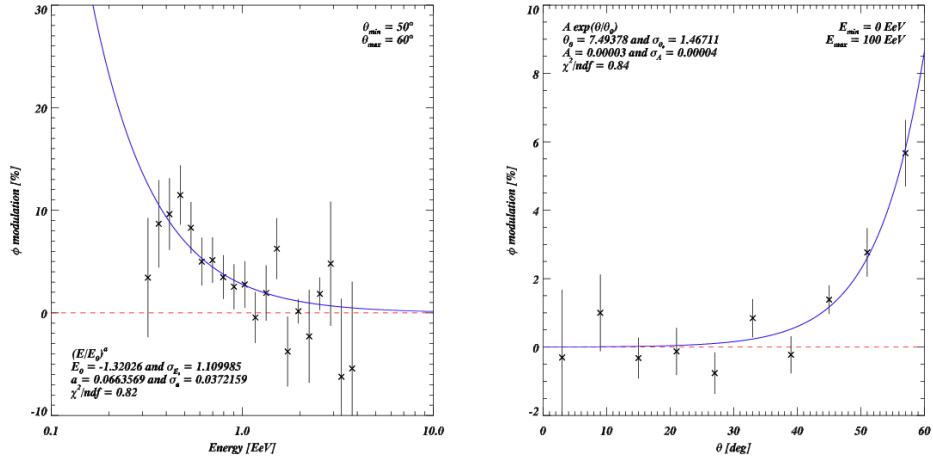 30
20
10
0
-10
φ modulation [%]
θmin = 50°
θmax = 60°
(E/E0)^a
E0 = -1.32026 and σE0 = 1.109985
a = 0.0663569 and σa = 0.0372159
χ²/ndf = 0.82
0.1 1.0 10.0
Energy [EeV]
10
8
6
4
2
0
-2
φ modulation [%]
A exp(θ/θ0)
θ0 = 7.49378 and σθ0 = 1.46711
A = 0.00003 and σA = 0.00004
χ²/ndf = 0.84
Emin = 0 EeV
Emax = 100 EeV
0 10 20 30 40 50 60
θ [deg]